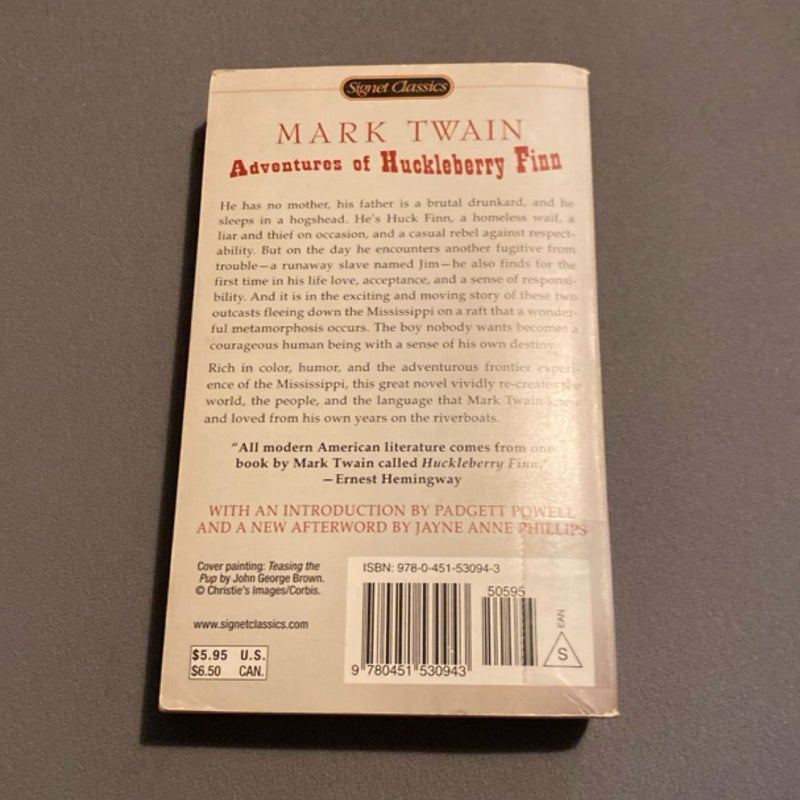 Signet Classics
MARK TWAIN
Adventures of Huckleberry Finn
He has no mother, his father is a brutal drunkard, and he
sleeps in a hogshead. He's Huck Finn, a homeless waif, a
liar and thief on occasion, and a casual rebel against respect-
ability. But on the day he encounters another fugitive from
trouble—a runaway slave named Jim—he also finds for the
first time in his life love, acceptance, and a sense of responsi-
bility. And it is in the exciting and moving story of these two
outcasts fleeing down the Mississippi on a raft that a wonder-
ful metamorphosis occurs. The boy nobody wants becomes a
courageous human being with a sense of his own destiny.
Rich in color, humor, and the adventurous frontier experi-
ence of the Mississippi, this great novel vividly re-creates the
world, the people, and the language that Mark Twain knew
and loved from his own years on the riverboats.
"All modern American literature comes from one
book by Mark Twain called Huckleberry Finn."
—Ernest Hemingway
WITH AN INTRODUCTION BY PADGETT POWELL
AND A NEW AFTERWORD BY JAYNE ANNE PHILLIPS
Cover painting: Teasing the
Pup by John George Brown.
© Christie's Images/Corbis.
www.signetclassics.com
$5.95 U.S.
$6.50 CAN.
ISBN: 978-0-451-53094-3
50595
9 780451 530943
EAN
S